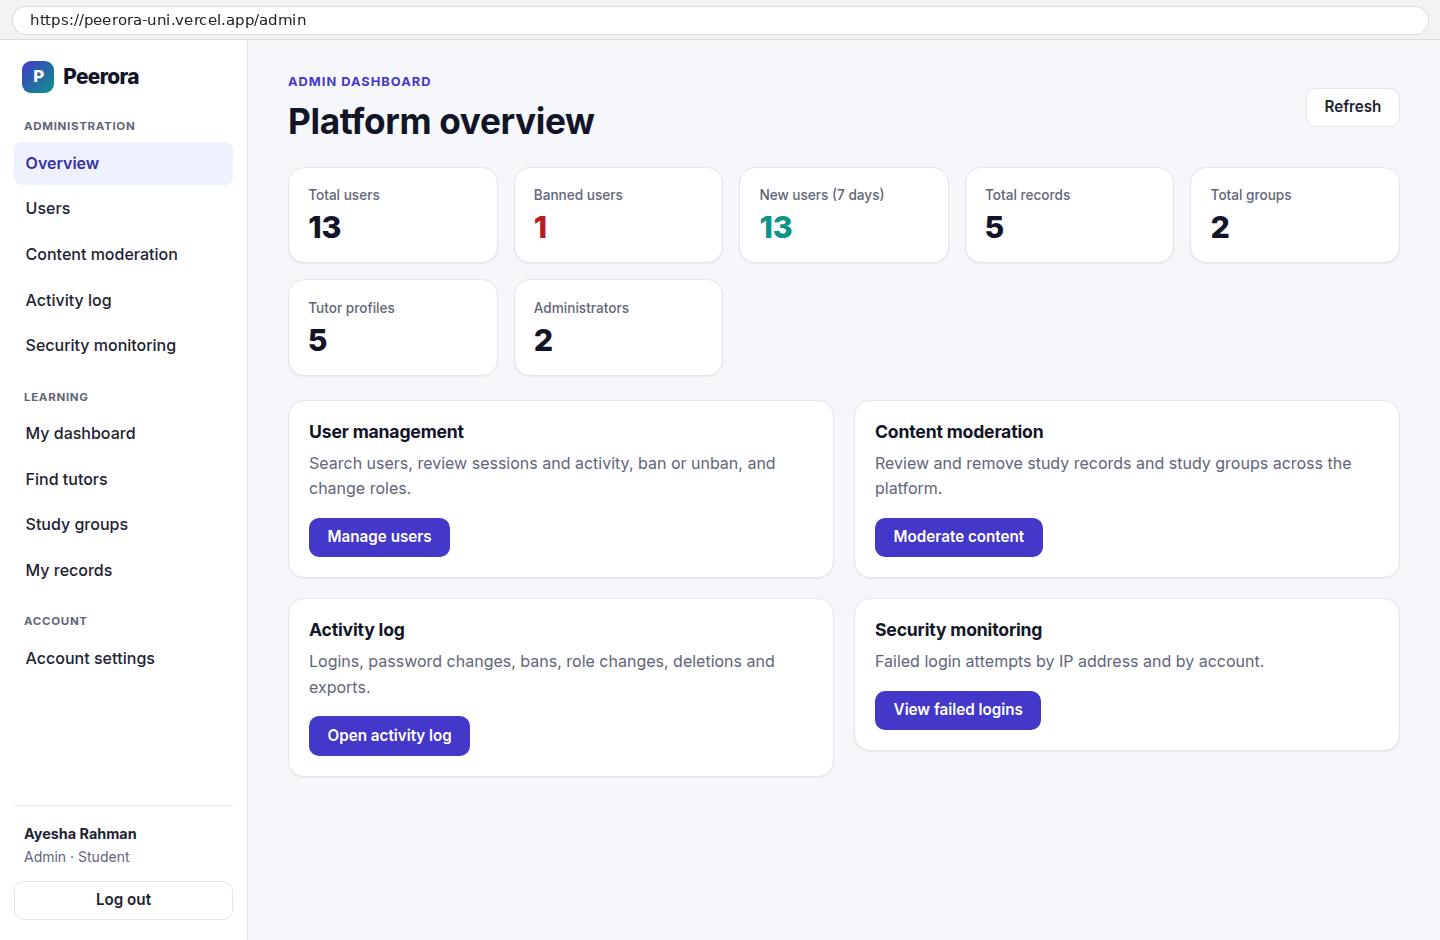 https://peerora-uni.vercel.app/admin
P Peerora
ADMINISTRATION
Overview
Users
Content moderation
Activity log
Security monitoring
LEARNING
My dashboard
Find tutors
Study groups
My records
ACCOUNT
Account settings
Ayesha Rahman
Admin · Student
Log out
ADMIN DASHBOARD
Platform overview
Refresh
Total users
13
Banned users
1
New users (7 days)
13
Total records
5
Total groups
2
Tutor profiles
5
Administrators
2
User management
Search users, review sessions and activity, ban or unban, and
change roles.
Manage users
Content moderation
Review and remove study records and study groups across the
platform.
Moderate content
Activity log
Logins, password changes, bans, role changes, deletions and
exports.
Open activity log
Security monitoring
Failed login attempts by IP address and by account.
View failed logins